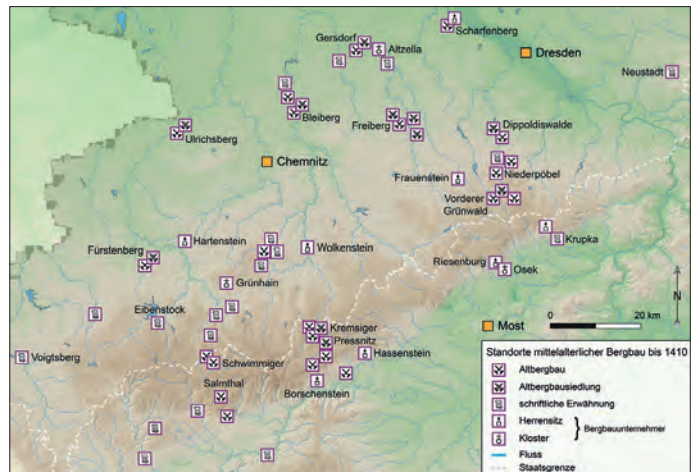 Scharfenberg
Gersdorf
Altzella
Dresden
Neustadt
Bleiberg
Freiberg
Dippoldiswalde
Ulrichsberg
Chemnitz
Frauenstein
Niederpöbel
Vorderer
Grünwald
Hartenstein
Wolkenstein
Krupka
Fürstenberg
Riesenburg
Osek
Grünhain
Eibenstock
Most
20 km
N
Kremsiger
Pressnitz
Voigtsberg
Schwimmiger
Hassenstein
Salmthal
Borschenstein
Standorte mittelalterlicher Bergbau bis 1410
Altbergbau
Altbergbausiedlung
schriftliche Erwähnung
Herrensitz
Bergbauunternehmer
Kloster
Fluss
Staatsgrenze